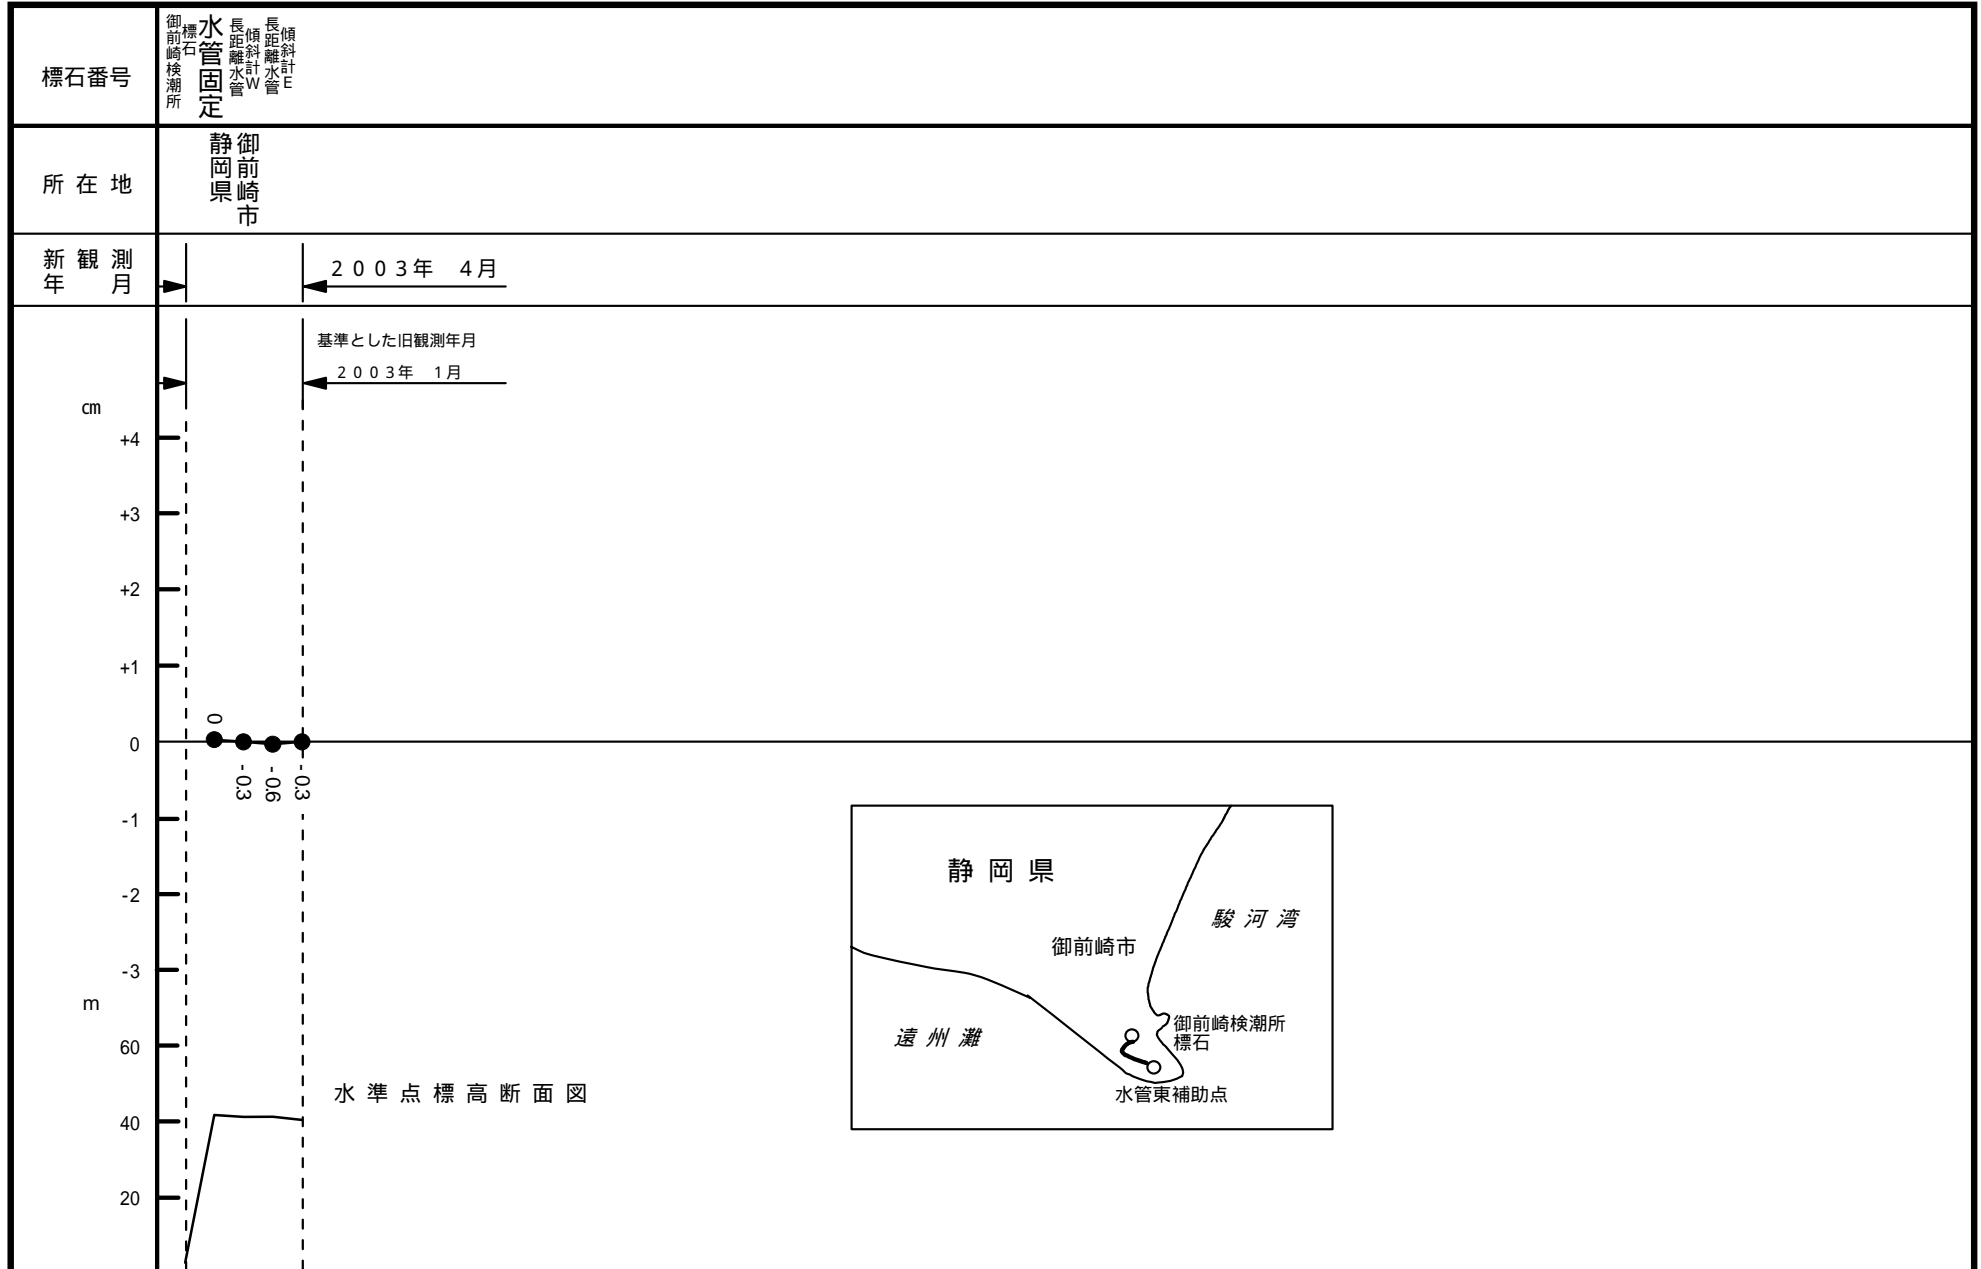 標石番号
御前崎検潮所
標石
水管固定
長距離水管
傾斜計W
長距離水管
傾斜計E
所在地
静岡県
御前崎市
新観測
年　月
２００３年　４月
基準とした旧観測年月
２００３年　１月
㎝
+4
+3
+2
+1
0
-1
-2
-3
0
-0.3
-0.6
-0.3
m
60
40
20
水準点標高断面図
静岡県
駿河湾
御前崎市
御前崎検潮所
標石
遠州灘
水管東補助点